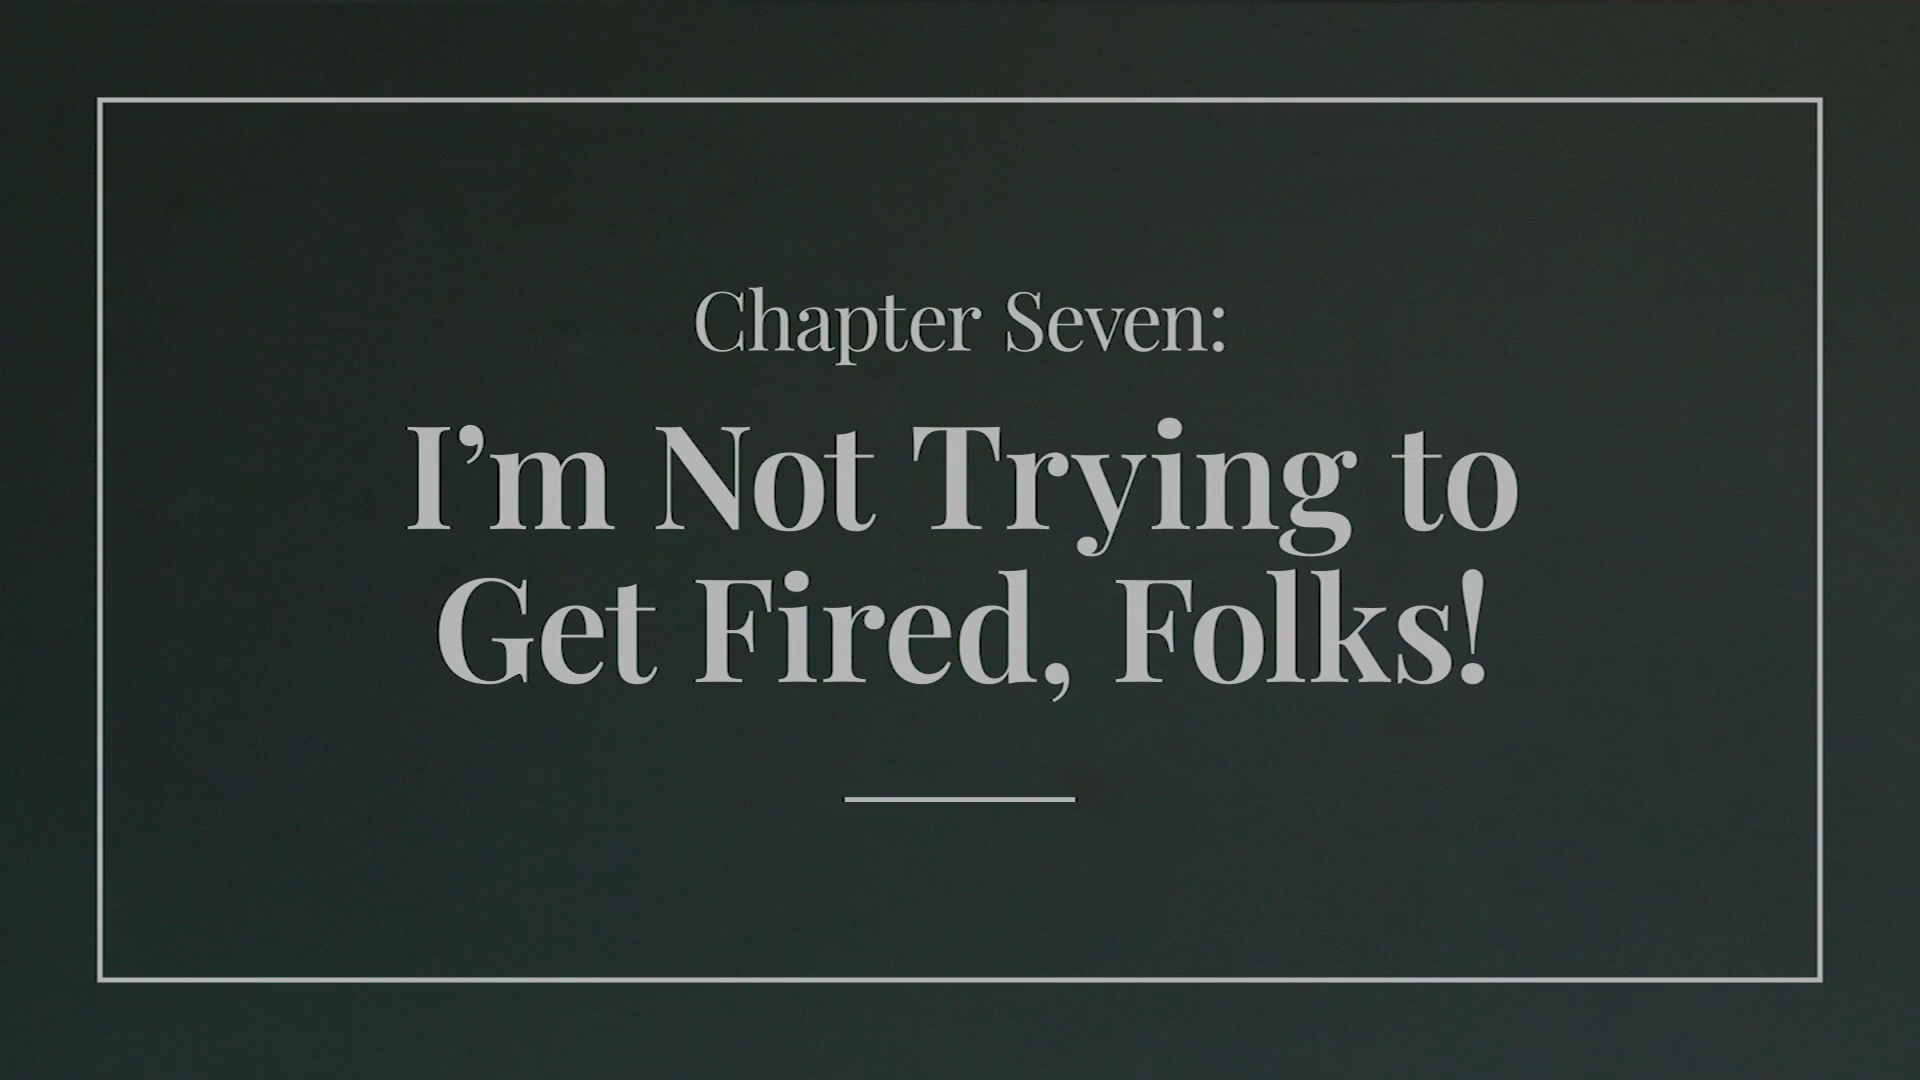 Chapter Seven:
I’m Not Trying to
Get Fired, Folks!